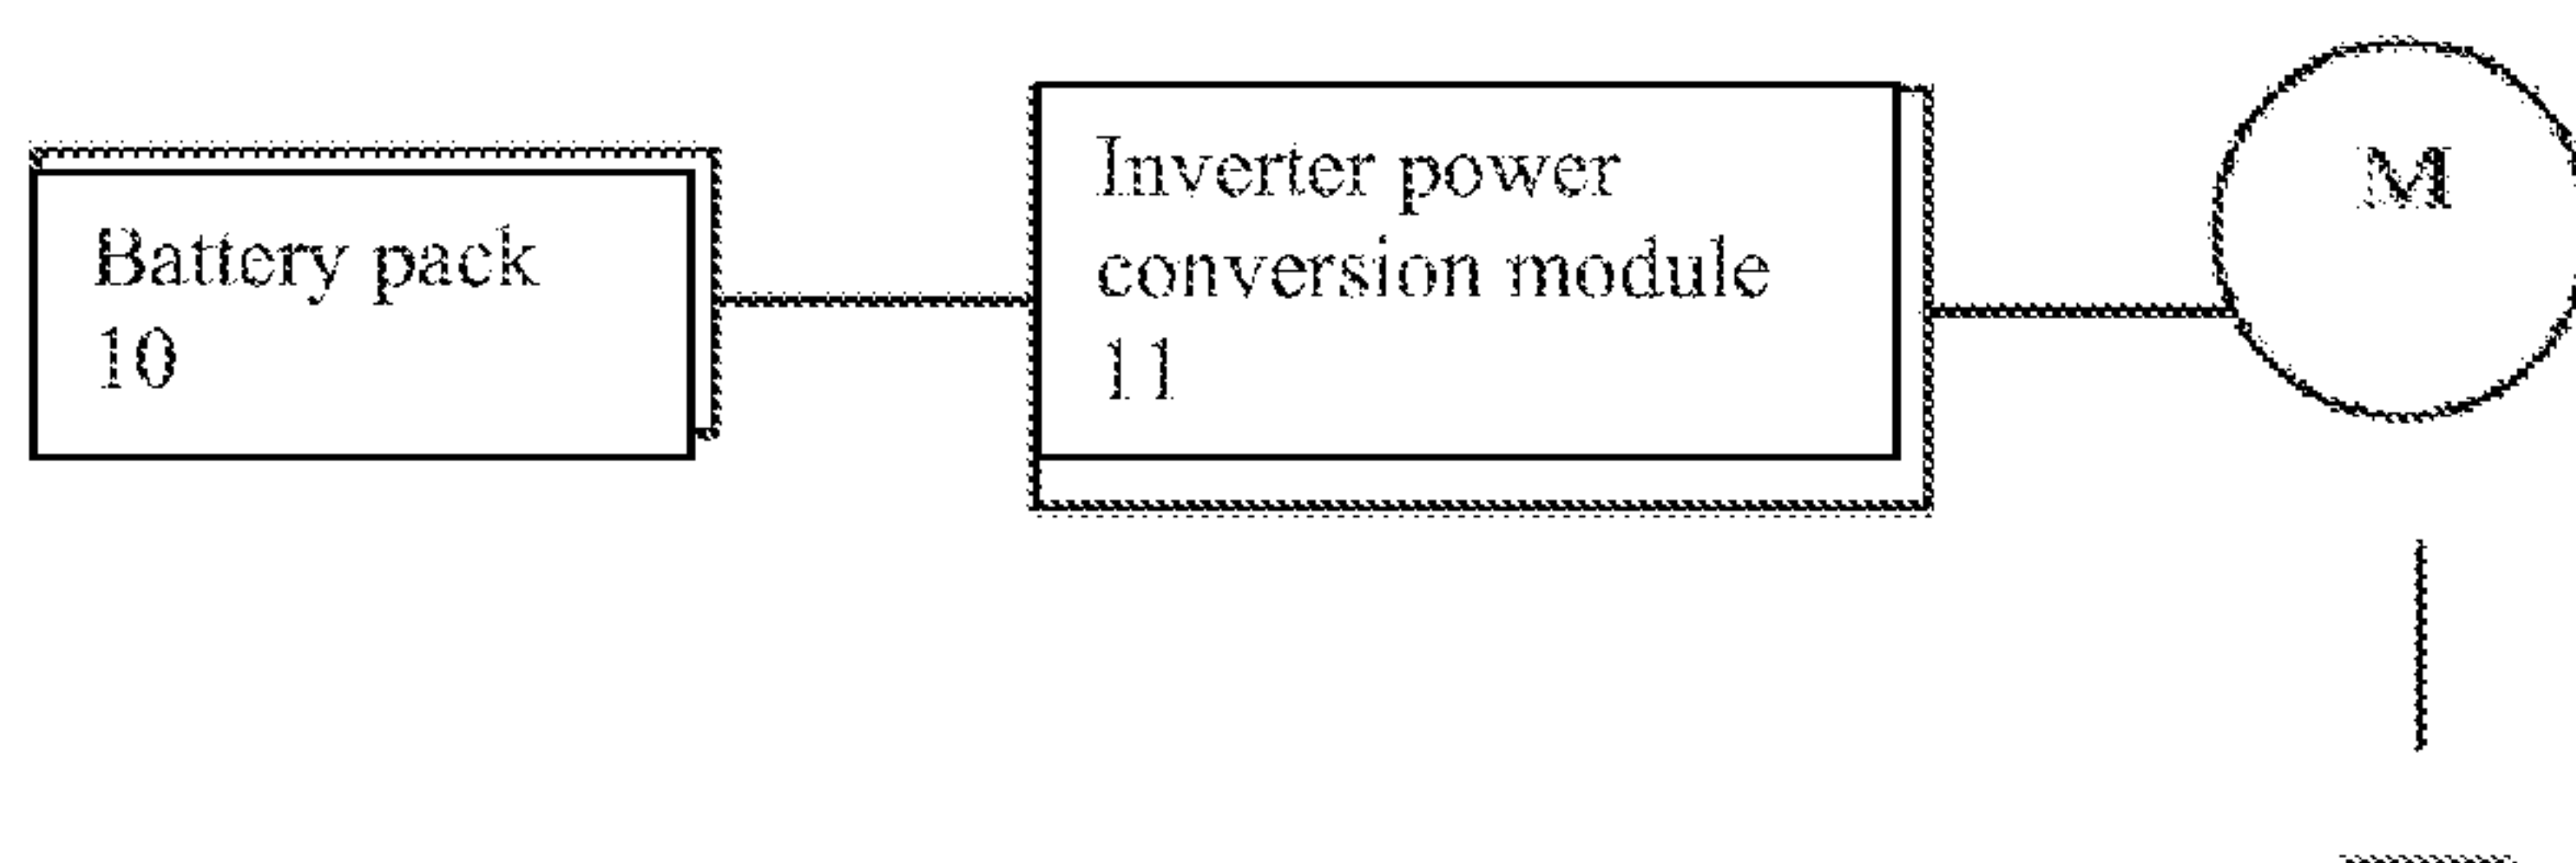 Battery pack
10
Inverter power
conversion module
11
M